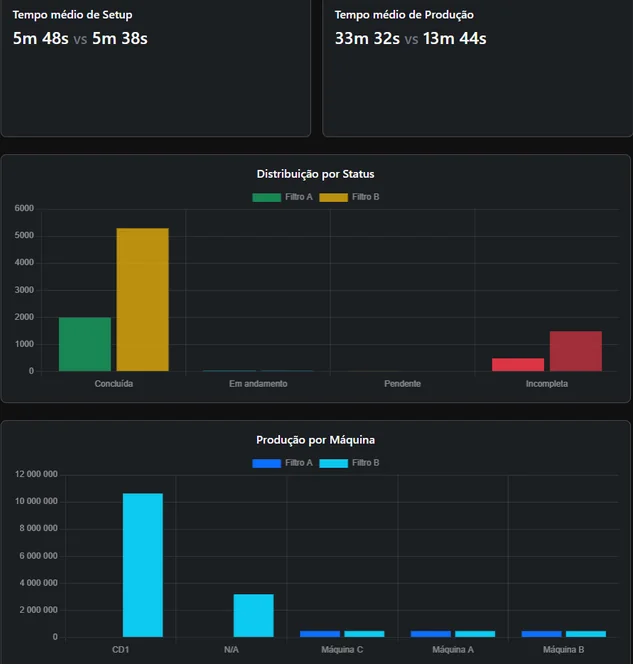 Tempo médio de Setup
5m 48s vs 5m 38s
Tempo médio de Produção
33m 32s vs 13m 44s
Distribuição por Status
Filtro A Filtro B
6000
5000
4000
3000
2000
1000
0
Concluída Em andamento Pendente Incompleta
Produção por Máquina
Filtro A Filtro B
12 000 000
10 000 000
8 000 000
6 000 000
4 000 000
2 000 000
0
CD1 N/A Máquina C Máquina A Máquina B